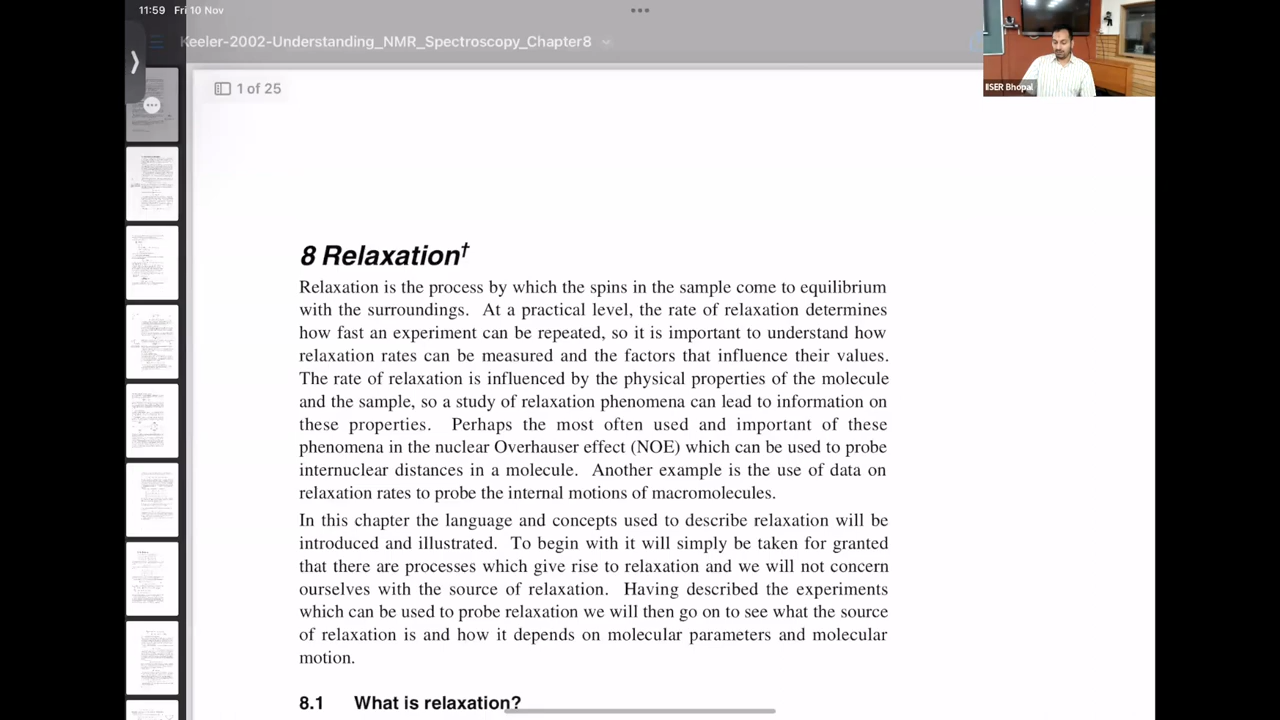 11:59 Fri 10 Nov
Keeler-2002-Understanding_NMR_Spectroscopy_Chapter
IISER Bhopal
1 of 25
8 Relaxation†
Relaxation is the process by which the spins in the sample come to equilibrium
with the surroundings. At a practical level, the rate of relaxation determines
how fast an experiment can be repeated, so it is important to understand how
relaxation rates can be measured and the factors that influence their values.
The rate of relaxation is influenced by the physical properties of the molecule
and the sample, so a study of relaxation phenomena can lead to information on
these properties. Perhaps the most often used and important of these
phenomena in the nuclear Overhauser effect (NOE) which can be used to probe
internuclear distances in a molecule. Another example is the use of data on
relaxation rates to probe the internal motions of macromolecules.
In this chapter the language and concepts used to describe relaxation will be
introduced and illustrated. To begin with it will simply be taken for granted
that there are processes which give rise to relaxation and we will not concern
ourselves with the source of relaxation. Having described the experiments
which can be used to probe relaxation we will then go on to see what the source
of relaxation is and how it depends on molecular parameters and molecular
8.1 What is relaxation?